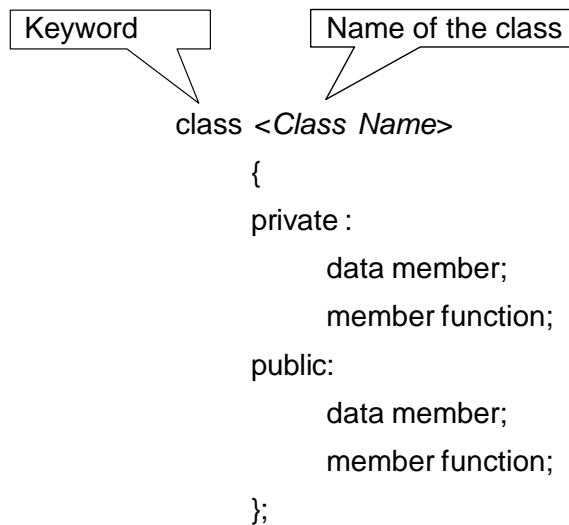 Keyword
Name of the class
class <Class Name>
{
private :
data member;
member function;
public:
data member;
member function;
};